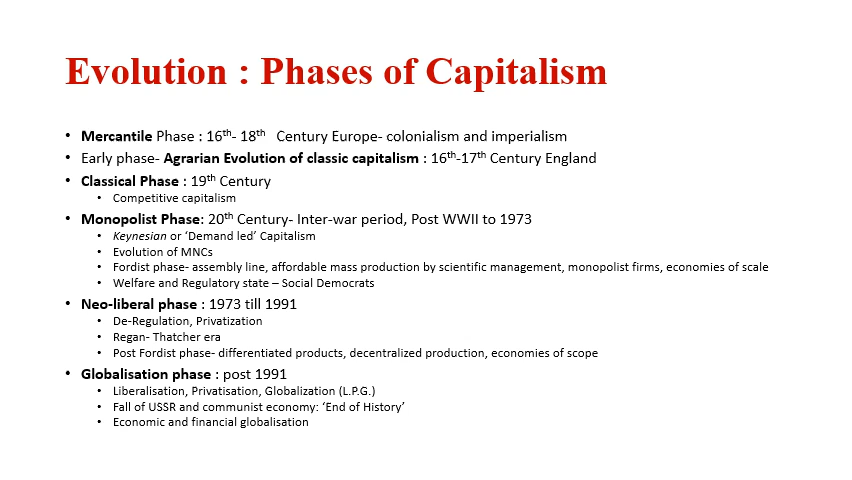 Evolution : Phases of Capitalism
• Mercantile Phase : 16th- 18th Century Europe- colonialism and imperialism
• Early phase- Agrarian Evolution of classic capitalism : 16th-17th Century England
• Classical Phase : 19th Century
• Competitive capitalism
• Monopolist Phase: 20th Century- Inter-war period, Post WWII to 1973
• Keynesian or ‘Demand led’ Capitalism
• Evolution of MNCs
• Fordist phase- assembly line, affordable mass production by scientific management, monopolist firms, economies of scale
• Welfare and Regulatory state – Social Democrats
• Neo-liberal phase : 1973 till 1991
• De-Regulation, Privatization
• Regan- Thatcher era
• Post Fordist phase- differentiated products, decentralized production, economies of scope
• Globalisation phase : post 1991
• Liberalisation, Privatisation, Globalization (L.P.G.)
• Fall of USSR and communist economy: ‘End of History’
• Economic and financial globalisation